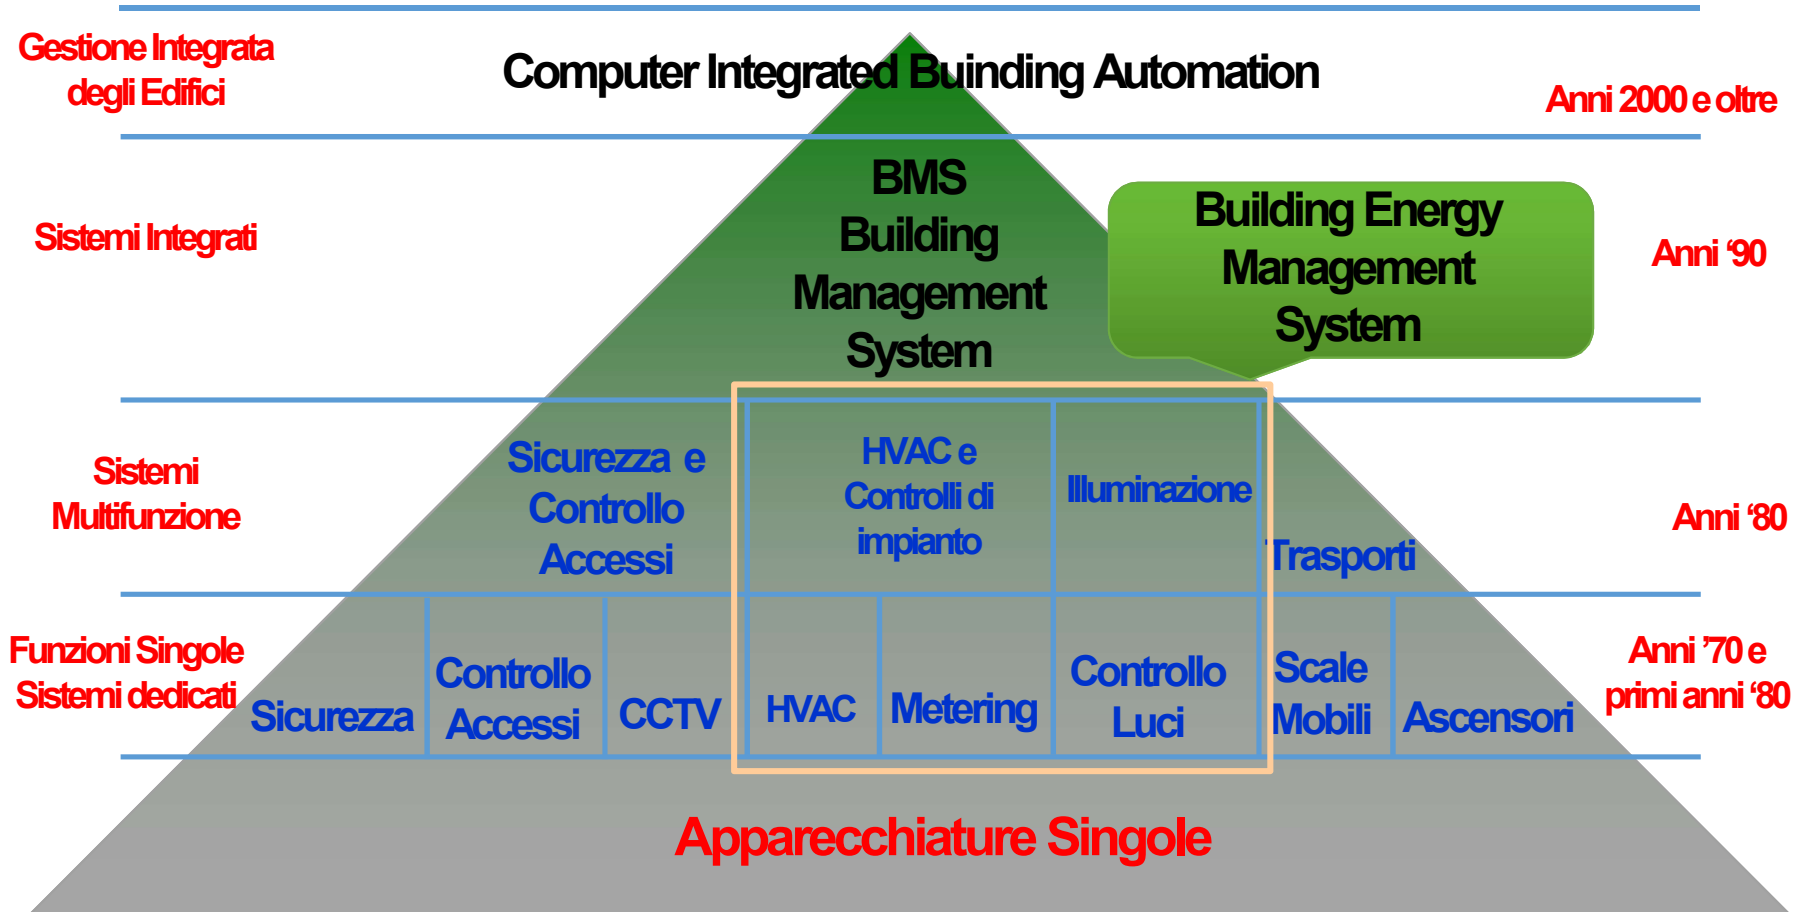 Gestione Integrata
degli Edifici
Computer Integrated Buinding Automation
Anni 2000 e oltre
Sistemi Integrati
BMS
Building
Management
System
Building Energy
Management
System
Anni ‘90
Sistemi
Multifunzione
Sicurezza e
Controllo
Accessi
HVAC e
Controlli di
impianto
Illuminazione
Trasporti
Anni ‘80
Funzioni Singole
Sistemi dedicati
Sicurezza
Controllo
Accessi
CCTV
HVAC
Metering
Controllo
Luci
Scale
Mobili
Ascensori
Anni ’70 e
primi anni ‘80
Apparecchiature Singole